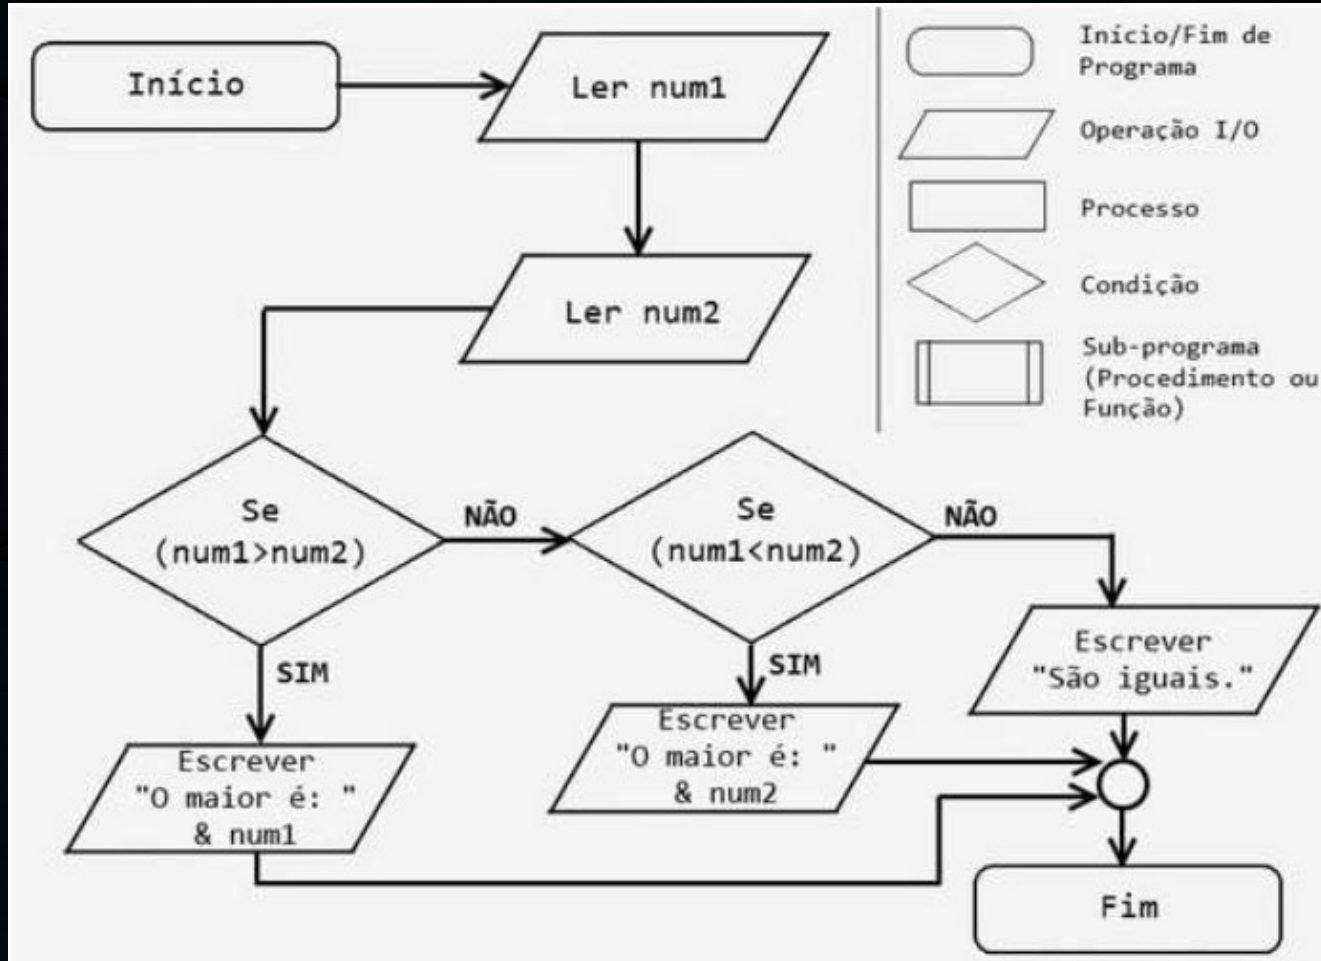 Início
Ler num1
Ler num2
Se
(num1>num2)
NÃO
SIM
Se
(num1<num2)
NÃO
SIM
Escrever
"São iguais."
Escrever
"O maior é: "
& num2
Escrever
"O maior é: "
& num1
Fim
Início/Fim de
Programa
Operação I/O
Processo
Condição
Sub-programa
(Procedimento ou
Função)